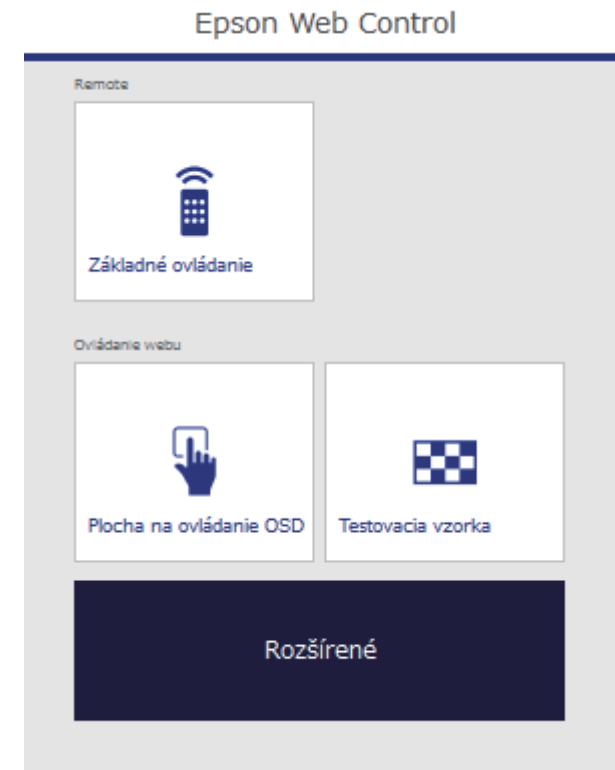 Epson Web Control
Remote
Základné ovládanie
Ovládanie webu
Plocha na ovládanie OSD
Testovacia vzorka
Rozšírené